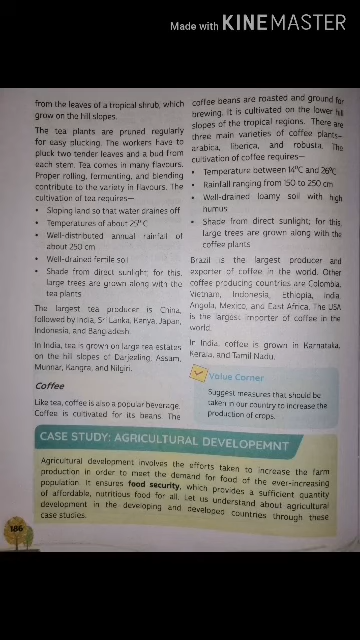 Made with KINEMASTER
from the leaves of a tropical shrub, which
grow on the hill slopes.
The tea plants are pruned regularly
for easy plucking. The workers have to
pluck two tender leaves and a bud from
each stem. Tea comes in many flavours.
Proper rolling, fermenting, and blending
contribute to the variety in flavours. The
cultivation of tea requires—
• Sloping land so that water drains off
• Temperatures of about 25°C
• Well-distributed annual rainfall of
about 250 cm
• Well-drained fertile soil
• Shade from direct sunlight; for this,
large trees are grown along with the
tea plants
The largest tea producer is China,
followed by India, Sri Lanka, Kenya, Japan,
Indonesia, and Bangladesh.
In India, tea is grown on large tea estates
on the hill slopes of Darjeeling, Assam,
Munnar, Kangra, and Nilgiri.
Coffee
Like tea, coffee is also a popular beverage.
Coffee is cultivated for its beans. The
coffee beans are roasted and ground for
brewing. It is cultivated on the lower hill
slopes of the tropical regions. There are
three main varieties of coffee plants—
arabica, liberica, and robusta. The
cultivation of coffee requires—
• Temperature between 14°C and 26°C
• Rainfall ranging from 150 to 250 cm
• Well-drained loamy soil with high
humus
• Shade from direct sunlight; for this,
large trees are grown along with the
coffee plants
Brazil is the largest producer and
exporter of coffee in the world. Other
coffee producing countries are Colombia,
Vietnam, Indonesia, Ethiopia, India,
Angola, Mexico, and East Africa. The USA
is the largest importer of coffee in the
world.
In India, coffee is grown in Karnataka,
Kerala, and Tamil Nadu.
Value Corner
Suggest measures that should be
taken in our country to increase the
production of crops.
CASE STUDY: AGRICULTURAL DEVELOPEMNT
Agricultural development involves the efforts taken to increase the farm
production in order to meet the demand for food of the ever-increasing
population. It ensures food security, which provides a sufficient quantity
of affordable, nutritious food for all. Let us understand about agricultural
development in the developing and developed countries through these
case studies.
186